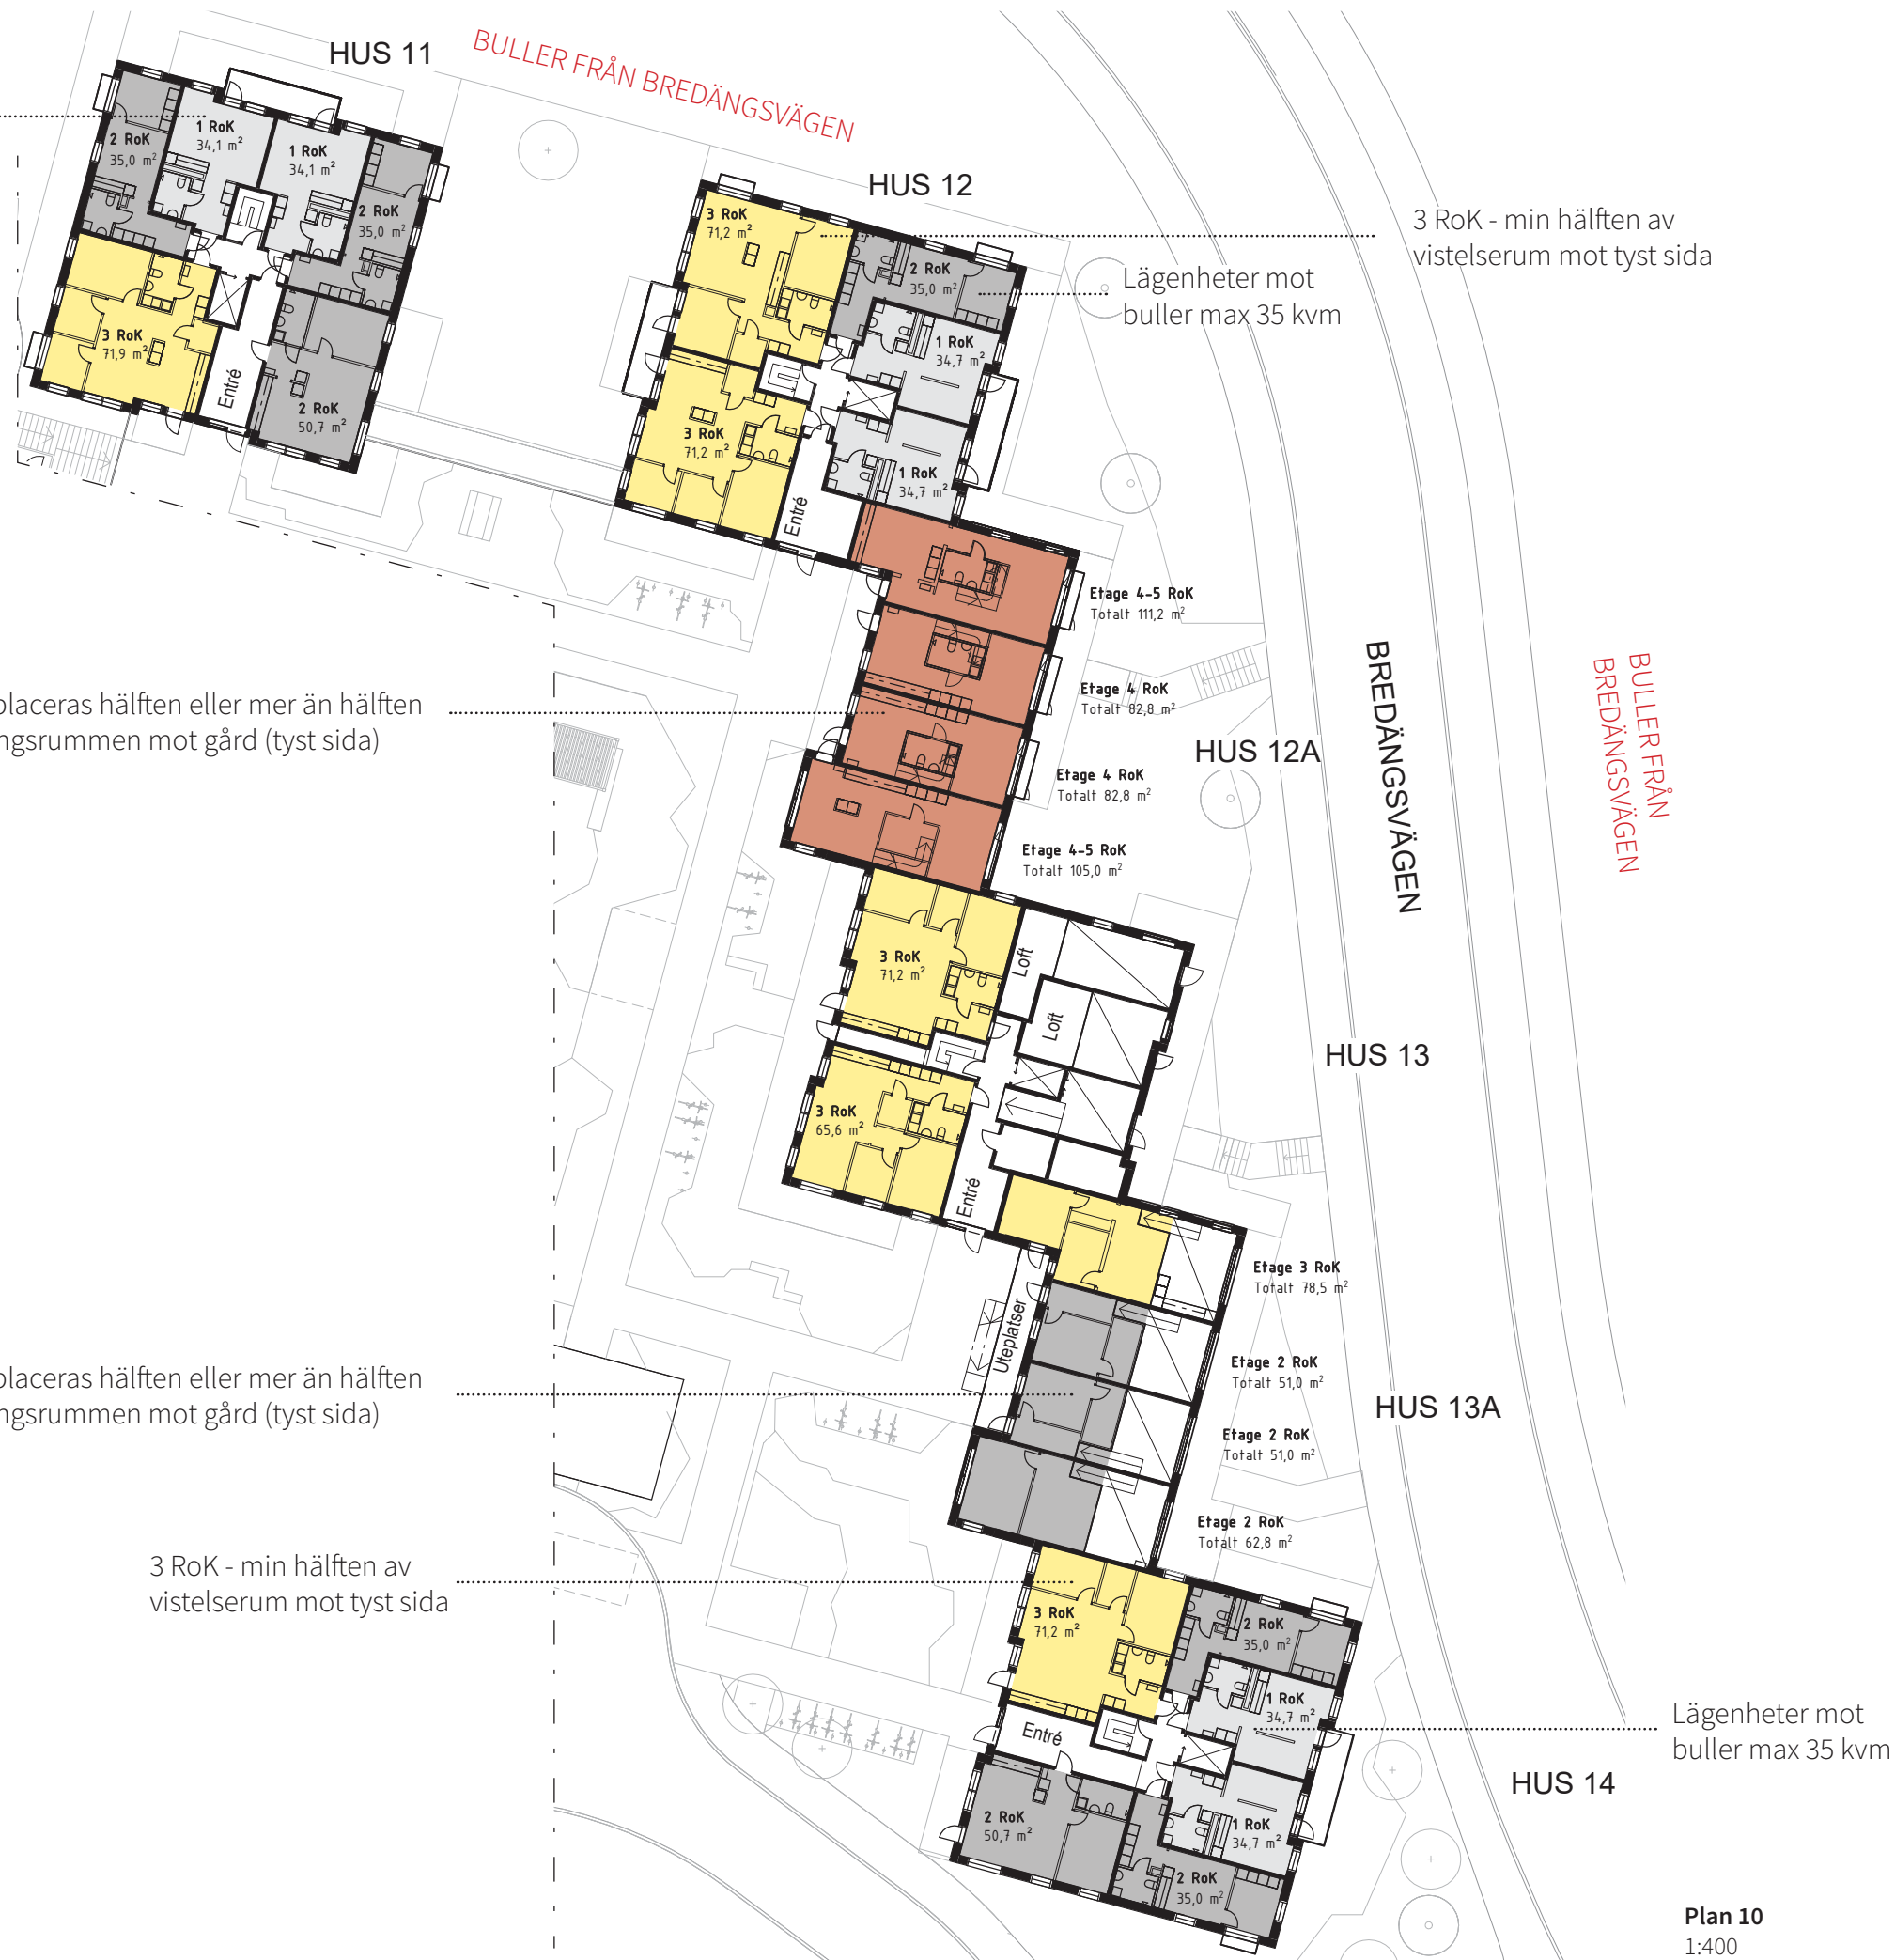 HUS 11
BULLER FRÅN BREDÄNGSVÄGEN
2 RoK
35,0 m²
1 RoK
34,1 m²
1 RoK
34,1 m²
2 RoK
35,0 m²
3 RoK
71,9 m²
Entré
2 RoK
50,7 m²
HUS 12
3 RoK
71,2 m²
2 RoK
35,0 m²
1 RoK
34,7 m²
3 RoK
71,2 m²
1 RoK
34,7 m²
Entré
3 RoK - min hälften av
vistelserum mot tyst sida
Lägenheter mot
buller max 35 kvm
Etage 4-5 RoK
Totalt 111,2 m²
Etage 4 RoK
Totalt 82,8 m²
Etage 4 RoK
Totalt 82,8 m²
Etage 4-5 RoK
Totalt 105,0 m²
HUS 12A
BREDÄNGSVÄGEN
BULLER FRÅN
BREDÄNGSVÄGEN
placeras hälften eller mer än hälften
ngsrummen mot gård (tyst sida)
3 RoK
71,2 m²
Loft
Loft
3 RoK
65,6 m²
Entré
HUS 13
Etage 3 RoK
Totalt 78,5 m²
Uteplatser
Etage 2 RoK
Totalt 51,0 m²
Etage 2 RoK
Totalt 51,0 m²
Etage 2 RoK
Totalt 62,8 m²
HUS 13A
placeras hälften eller mer än hälften
ngsrummen mot gård (tyst sida)
3 RoK - min hälften av
vistelserum mot tyst sida
3 RoK
71,2 m²
2 RoK
35,0 m²
1 RoK
34,7 m²
Entré
2 RoK
50,7 m²
1 RoK
34,7 m²
2 RoK
35,0 m²
Lägenheter mot
buller max 35 kvm
HUS 14
Plan 10
1:400